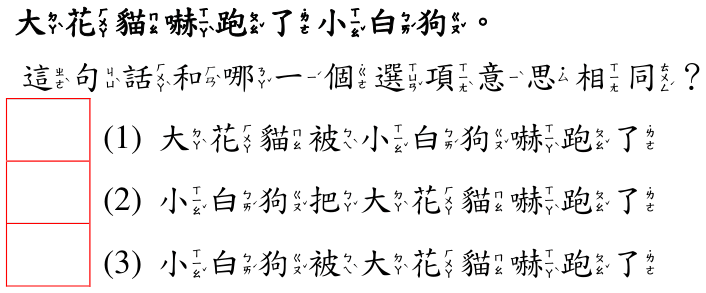 大花貓嚇跑了小白狗。
這句話和哪一個選項意思相同？
(1) 大花貓被小白狗嚇跑了
(2) 小白狗把大花貓嚇跑了
(3) 小白狗被大花貓嚇跑了